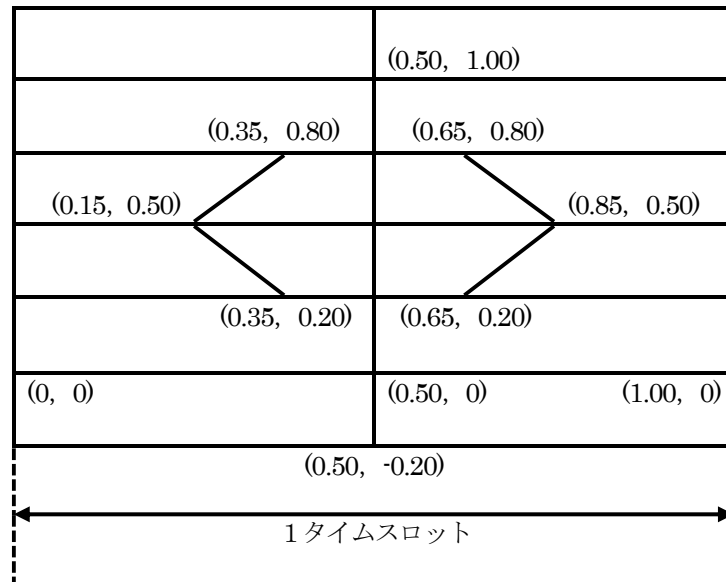 (0.50, 1.00)
(0.35, 0.80) (0.65, 0.80)
(0.15, 0.50) (0.85, 0.50)
(0.35, 0.20) (0.65, 0.20)
(0, 0) (0.50, 0) (1.00, 0)
(0.50, -0.20)
1タイムスロット